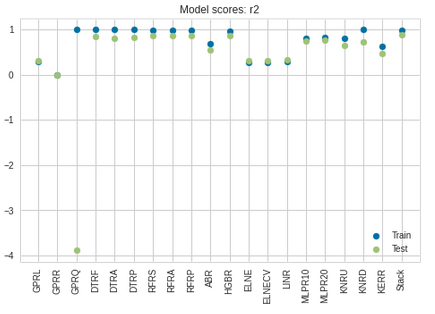 Model scores: r2
1
0
−1
−2
−3
−4
Train
Test
GPRL
GPRR
GPRQ
DTRF
DTRA
DTRP
RFRS
RFRA
RFRP
ABR
HGBR
ELNE
ELNECV
LINR
MLPR10
MLPR20
KNRU
KNRD
KERR
Stack